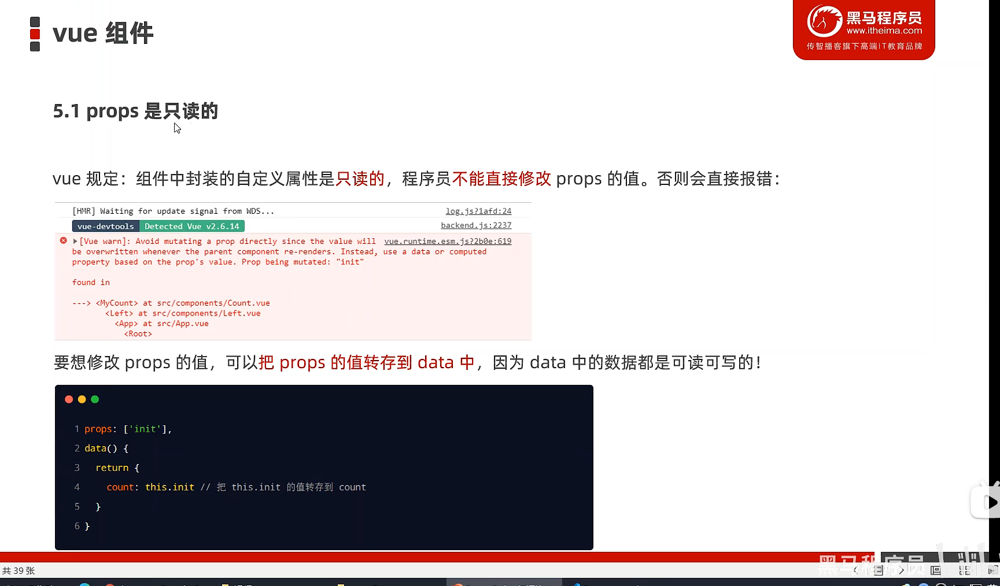 vue 组件
黑马程序员
www.itheima.com
传智播客旗下高端IT教育品牌
5.1 props 是只读的
vue 规定：组件中封装的自定义属性是只读的，程序员不能直接修改 props 的值。否则会直接报错：
[HMR] Waiting for update signal from WDS... log.js?1afd:24
vue-devtools Detected Vue v2.6.14 backend.js:2237
[Vue warn]: Avoid mutating a prop directly since the value will vue.runtime.esm.js?2b0e:619
be overwritten whenever the parent component re-renders. Instead, use a data or computed
property based on the prop's value. Prop being mutated: "init"
found in
---> <MyCount> at src/components/Count.vue
<Left> at src/components/Left.vue
<App> at src/App.vue
<Root>
要想修改 props 的值，可以把 props 的值转存到 data 中，因为 data 中的数据都是可读可写的！
1 props: ['init'],
2 data() {
3 return {
4 count: this.init // 把 this.init 的值转存到 count
5 }
6 }
黑马程序员
共 39 张